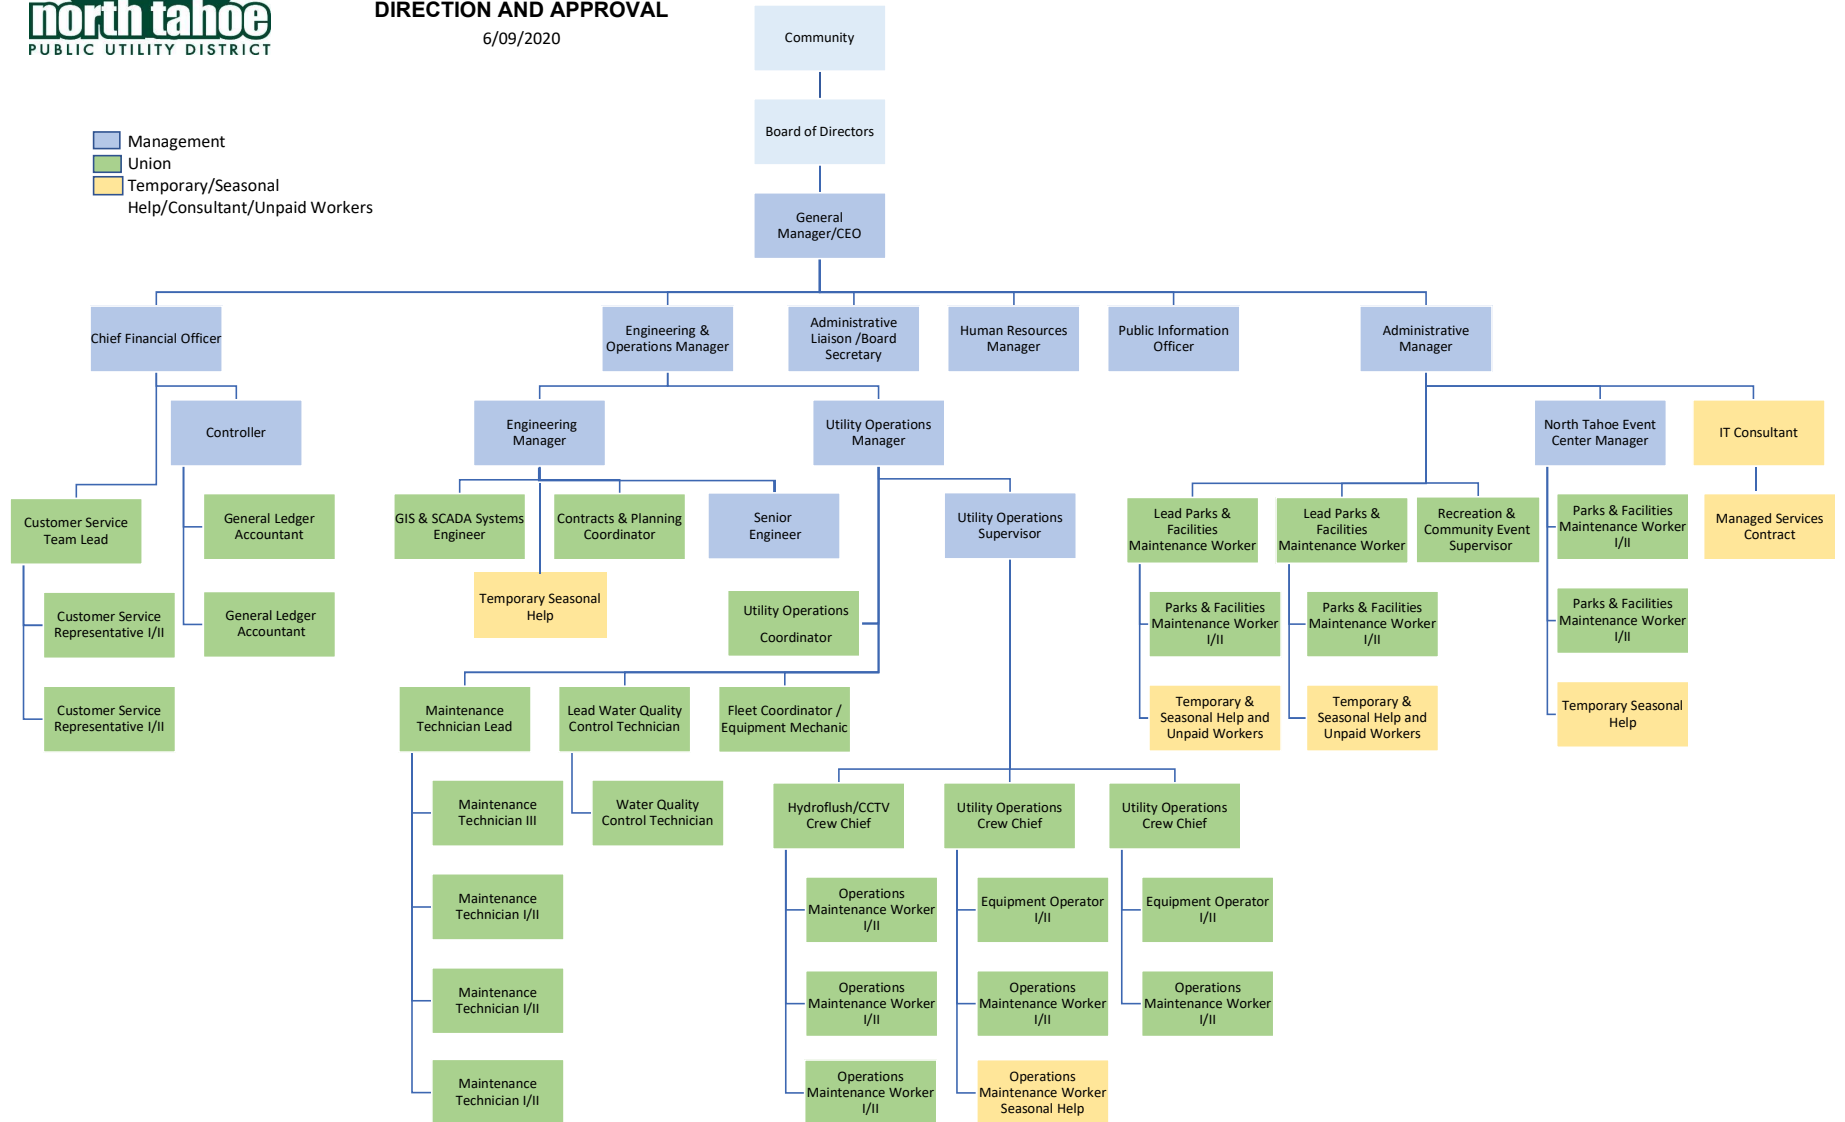 north tahoe
PUBLIC UTILITY DISTRICT
DIRECTION AND APPROVAL
6/09/2020
Management
Union
Temporary/Seasonal
Help/Consultant/Unpaid Workers
Community
Board of Directors
General
Manager/CEO
Chief Financial Officer
Engineering &
Operations Manager
Administrative
Liaison /Board
Secretary
Human Resources
Manager
Public Information
Officer
Administrative
Manager
Controller
Engineering
Manager
Utility Operations
Manager
North Tahoe Event
Center Manager
IT Consultant
Customer Service
Team Lead
General Ledger
Accountant
GIS & SCADA Systems
Engineer
Contracts & Planning
Coordinator
Senior
Engineer
Utility Operations
Supervisor
Lead Parks &
Facilities
Maintenance Worker
Lead Parks &
Facilities
Maintenance Worker
Recreation &
Community Event
Supervisor
Parks & Facilities
Maintenance Worker
I/II
Managed Services
Contract
Customer Service
Representative I/II
General Ledger
Accountant
Temporary Seasonal
Help
Utility Operations
Coordinator
Parks & Facilities
Maintenance Worker
I/II
Parks & Facilities
Maintenance Worker
I/II
Parks & Facilities
Maintenance Worker
I/II
Customer Service
Representative I/II
Maintenance
Technician Lead
Lead Water Quality
Control Technician
Fleet Coordinator /
Equipment Mechanic
Temporary &
Seasonal Help and
Unpaid Workers
Temporary &
Seasonal Help and
Unpaid Workers
Temporary Seasonal
Help
Maintenance
Technician III
Water Quality
Control Technician
Hydroflush/CCTV
Crew Chief
Utility Operations
Crew Chief
Utility Operations
Crew Chief
Maintenance
Technician I/II
Operations
Maintenance Worker
I/II
Equipment Operator
I/II
Equipment Operator
I/II
Maintenance
Technician I/II
Operations
Maintenance Worker
I/II
Operations
Maintenance Worker
I/II
Operations
Maintenance Worker
I/II
Maintenance
Technician I/II
Operations
Maintenance Worker
I/II
Operations
Maintenance Worker
Seasonal Help